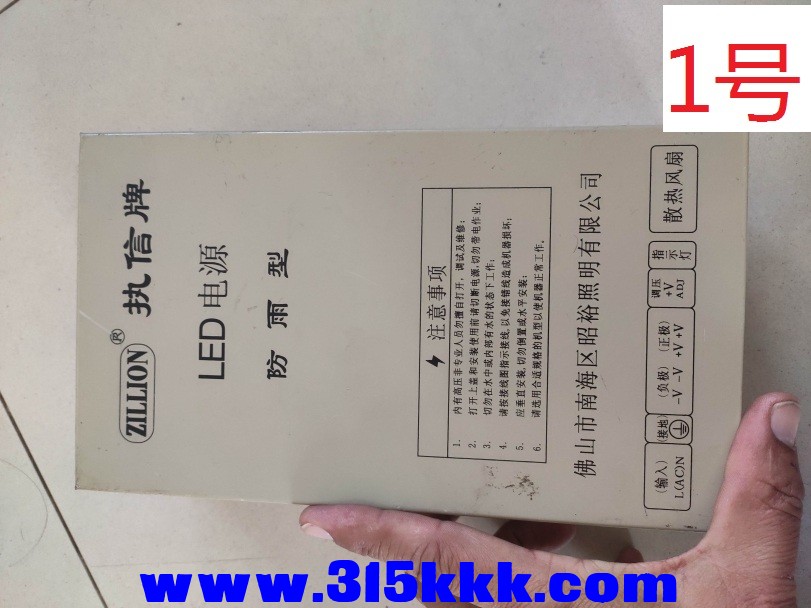 1号
ZILLION® 执信牌
LED电源
防雨型
注意事项
1. 内有高压非专业人员勿擅自打开，调试及维修；
2. 打开上盖和安装使用前请切断电源，切勿带电作业；
3. 切勿在水中或内部有水的状态下工作；
4. 请按接线图指示接线，以免接错线造成机器损坏；
5. 应垂直安装，切勿倒置或水平安装；
6. 请选用合适规格的机型以使机器正常工作。
佛山市南海区昭裕照明有限公司
(输入)
L(AC)N
(接地)
(负极) (正极)
-V -V +V +V
调压
+V
ADJ
指示
灯
散热风扇
www.315kkk.com